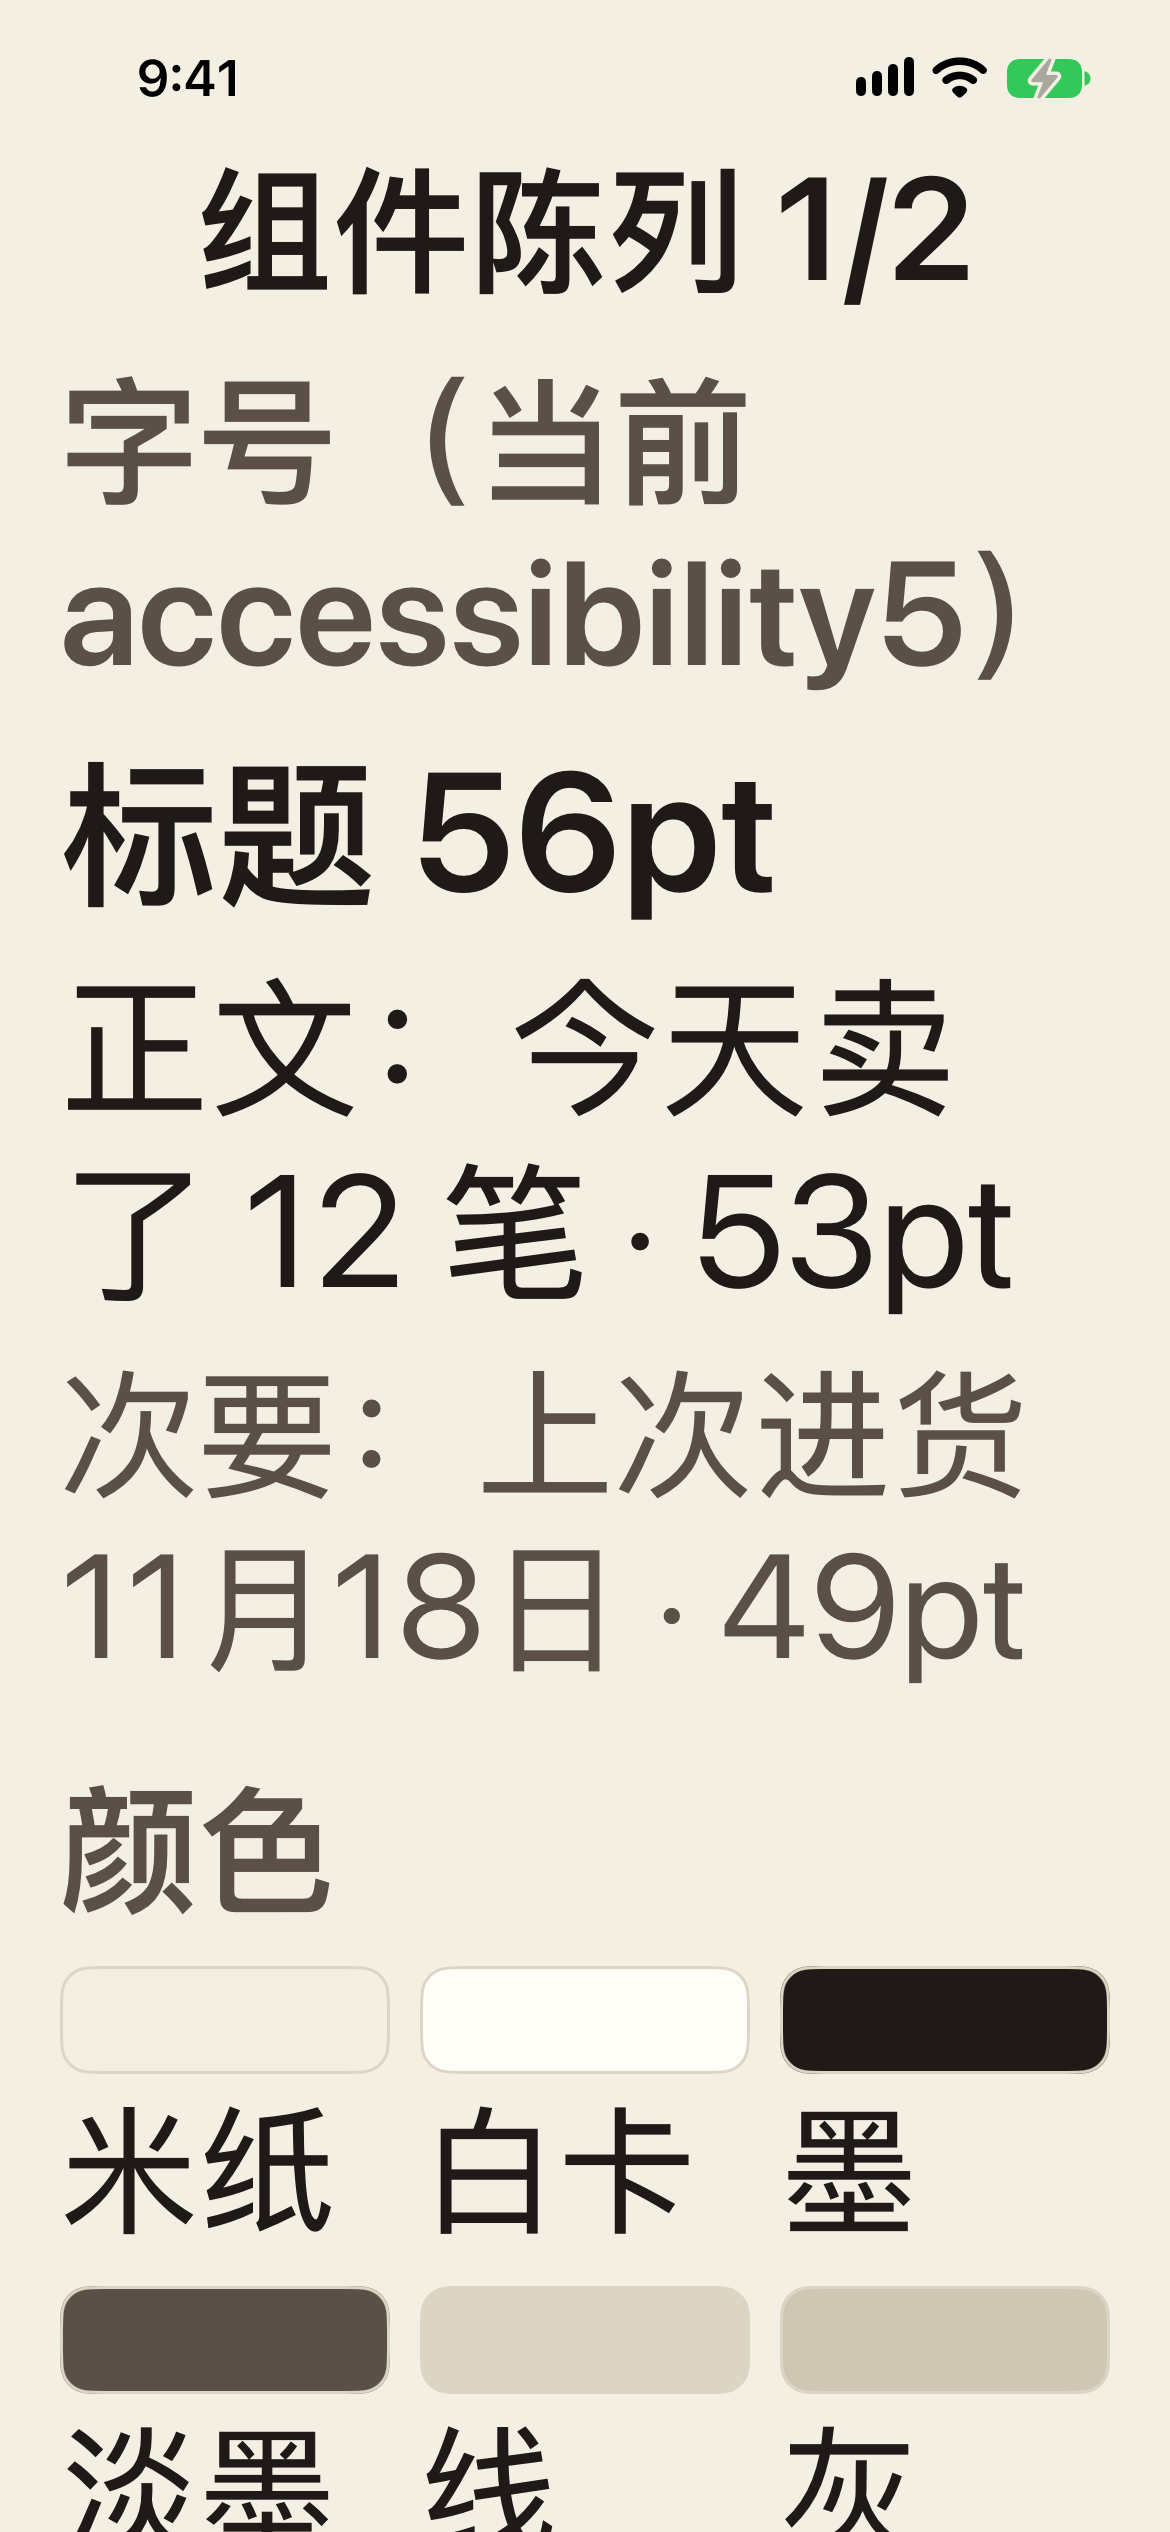 9:41
组件陈列 1/2
字号（当前
accessibility5）
标题 56pt
正文：今天卖
了 12 笔 · 53pt
次要：上次进货
11月18日 · 49pt
颜色
米纸 白卡 墨
淡墨 线 灰